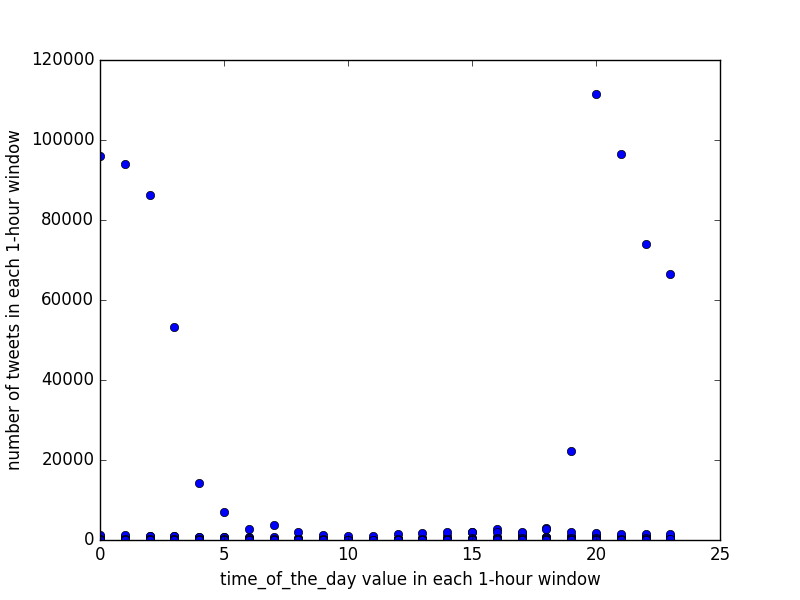 120000
100000
80000
60000
40000
20000
0
number of tweets in each 1-hour window
0 5 10 15 20 25
time_of_the_day value in each 1-hour window